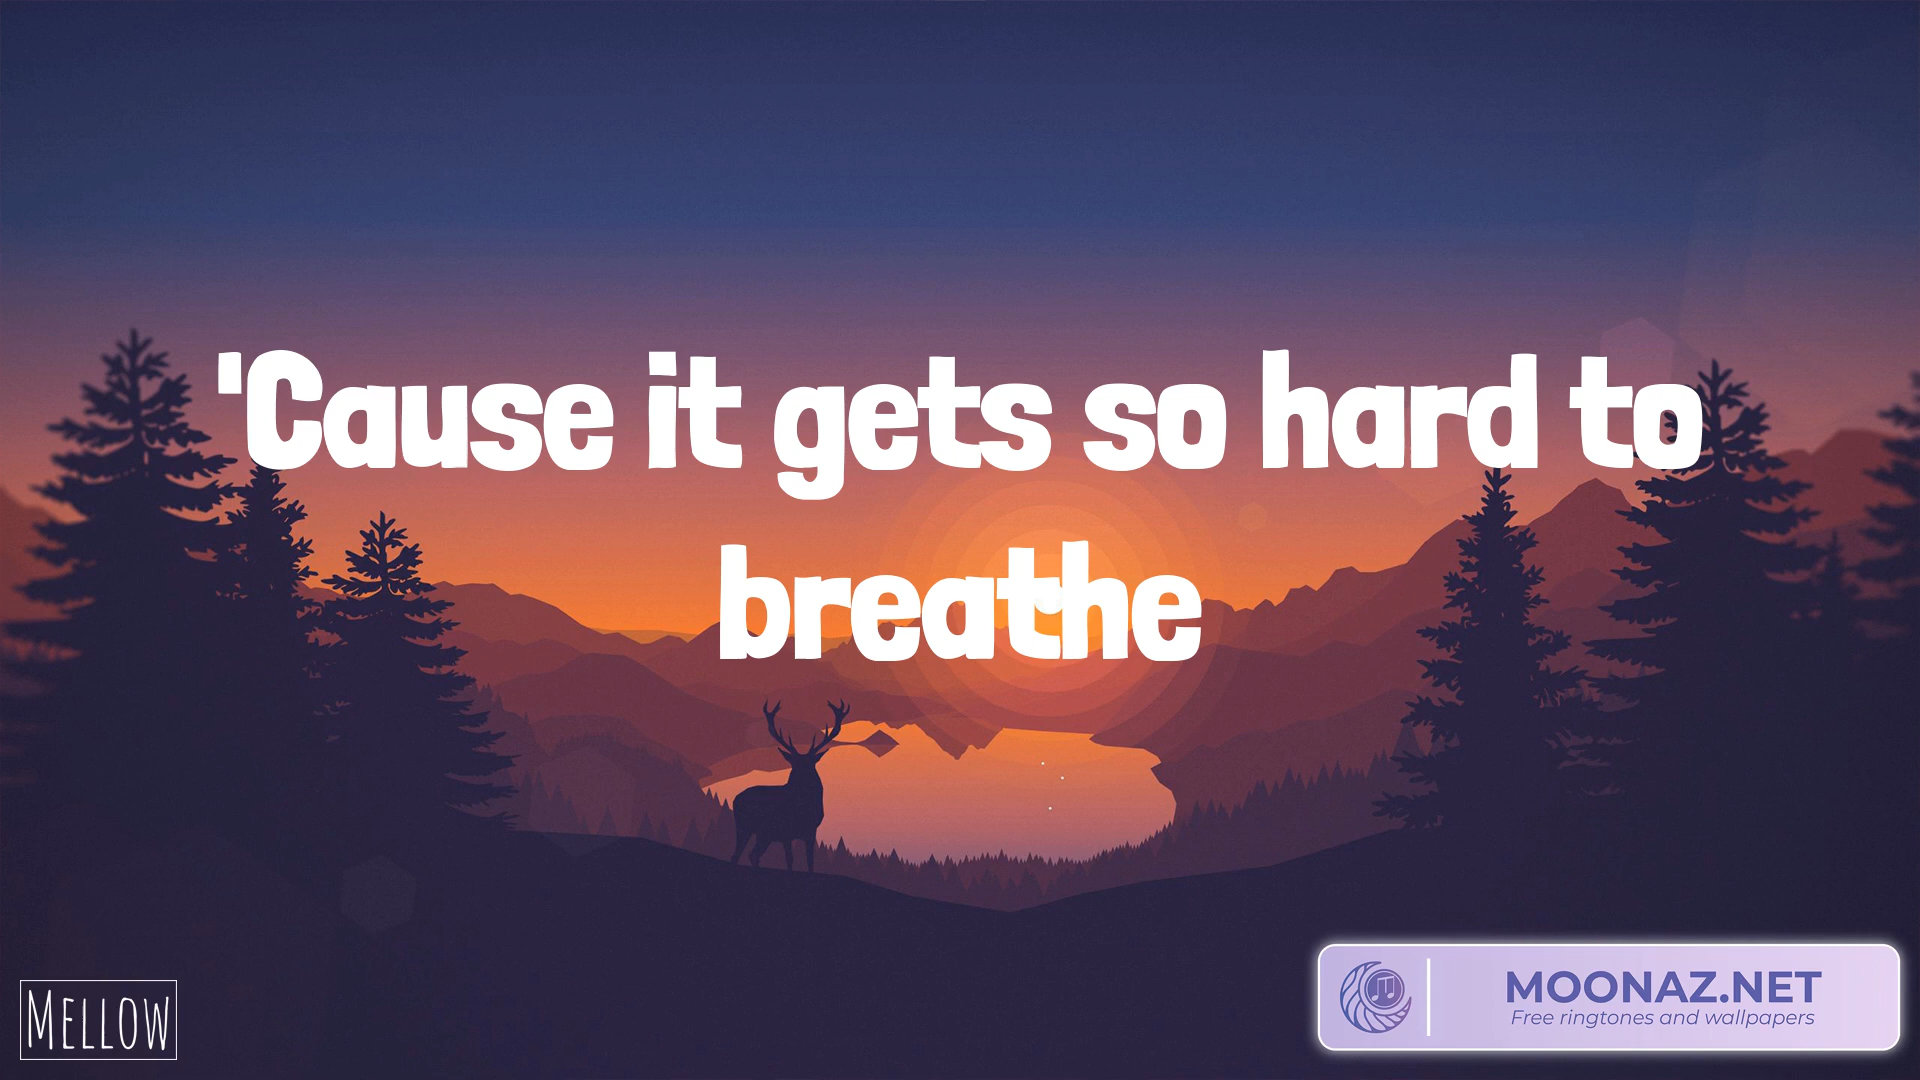 'Cause it gets so hard to
breathe
MELLOW
MOONAZ.NET
Free ringtones and wallpapers